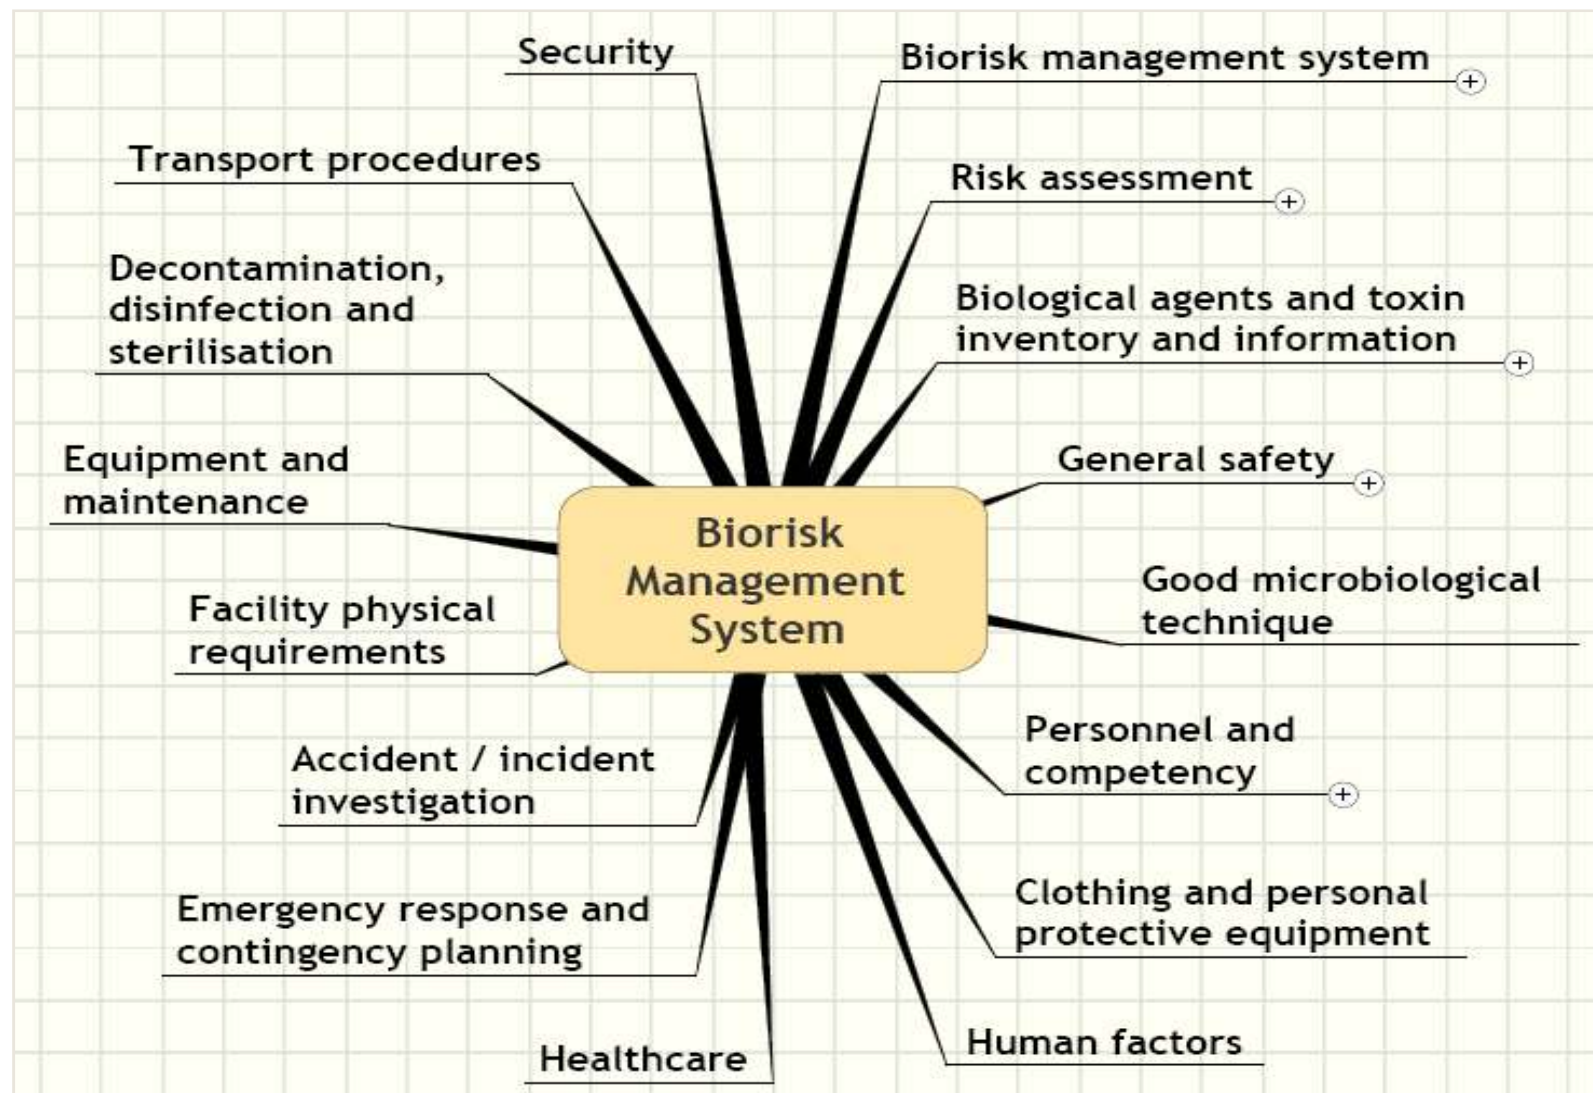 Biorisk
Management
System
Biorisk management system
Risk assessment
Biological agents and toxin
inventory and information
General safety
Good microbiological
technique
Personnel and
competency
Clothing and personal
protective equipment
Human factors
Healthcare
Emergency response and
contingency planning
Accident / incident
investigation
Facility physical
requirements
Equipment and
maintenance
Decontamination,
disinfection and
sterilisation
Transport procedures
Security